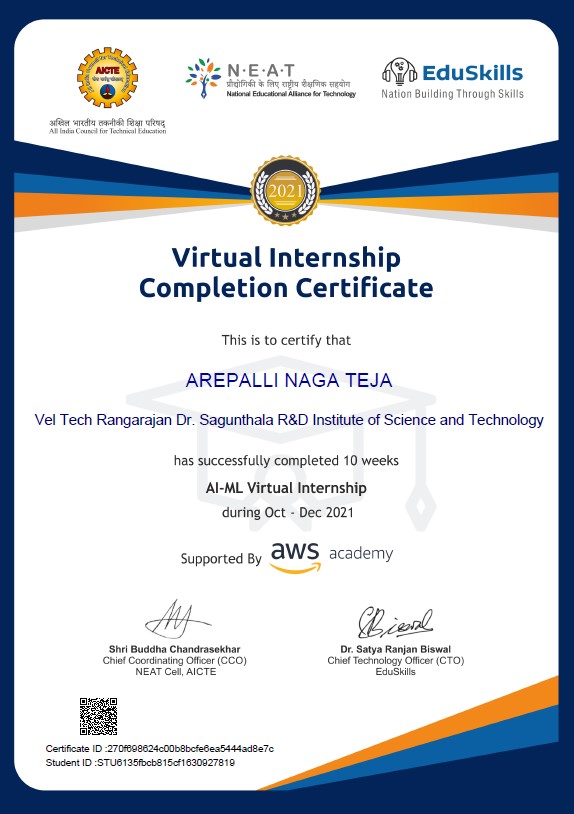 AICTE
अखिल भारतीय तकनीकी शिक्षा परिषद्
All India Council for Technical Education
N·E·A·T
प्रौद्योगिकी के लिए राष्ट्रीय शैक्षणिक सहयोग
National Educational Alliance for Technology
EduSkills
Nation Building Through Skills
2021
Virtual Internship
Completion Certificate
This is to certify that
AREPALLI NAGA TEJA
Vel Tech Rangarajan Dr. Sagunthala R&D Institute of Science and Technology
has successfully completed 10 weeks
AI-ML Virtual Internship
during Oct - Dec 2021
Supported By aws academy
Shri Buddha Chandrasekhar
Chief Coordinating Officer (CCO)
NEAT Cell, AICTE
Dr. Satya Ranjan Biswal
Chief Technology Officer (CTO)
EduSkills
Certificate ID :270f698624c00b8bcfe6ea5444ad8e7c
Student ID :STU6135fbcb815cf1630927819